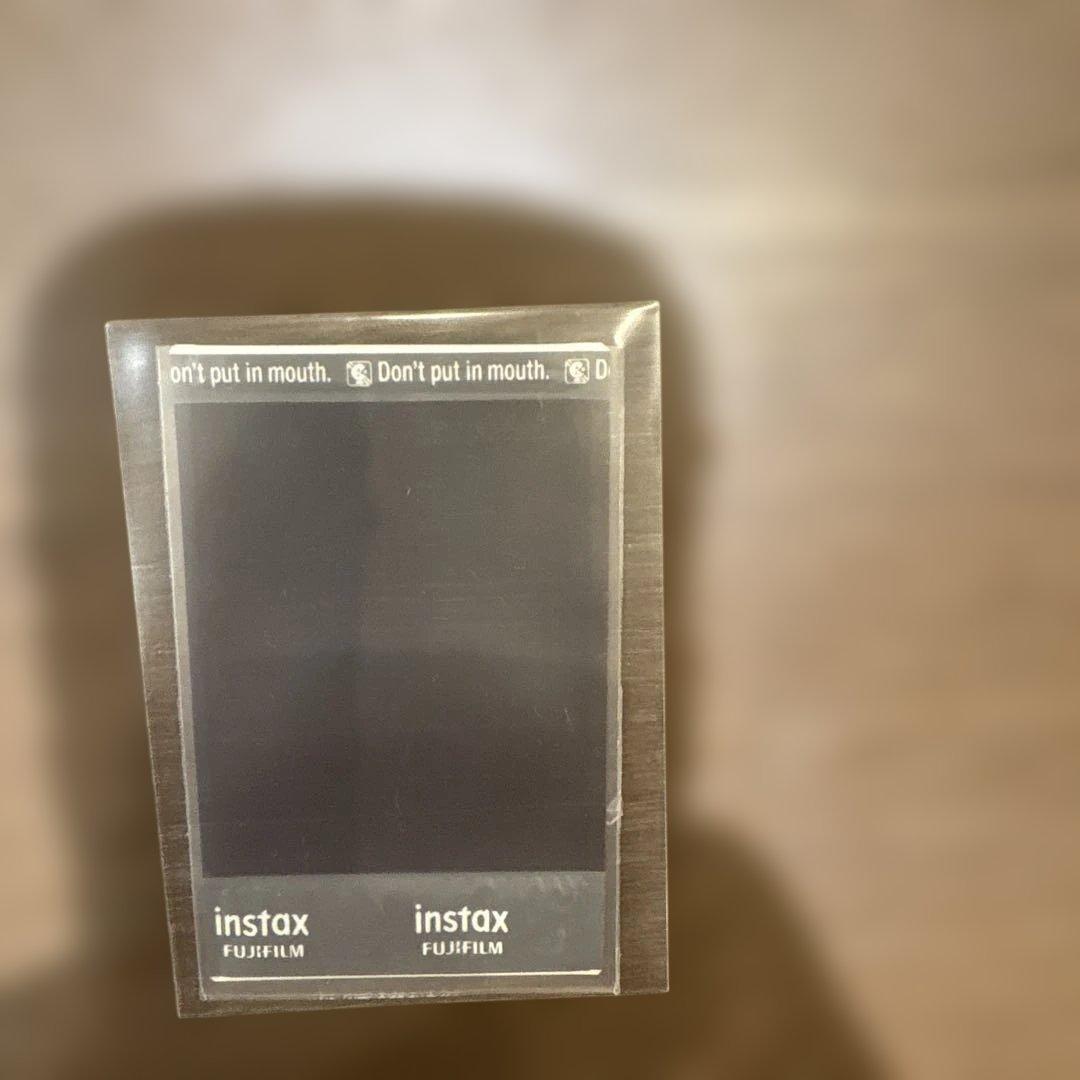 on't put in mouth. Don't put in mouth. D
instax instax
FUJIFILM FUJIFILM